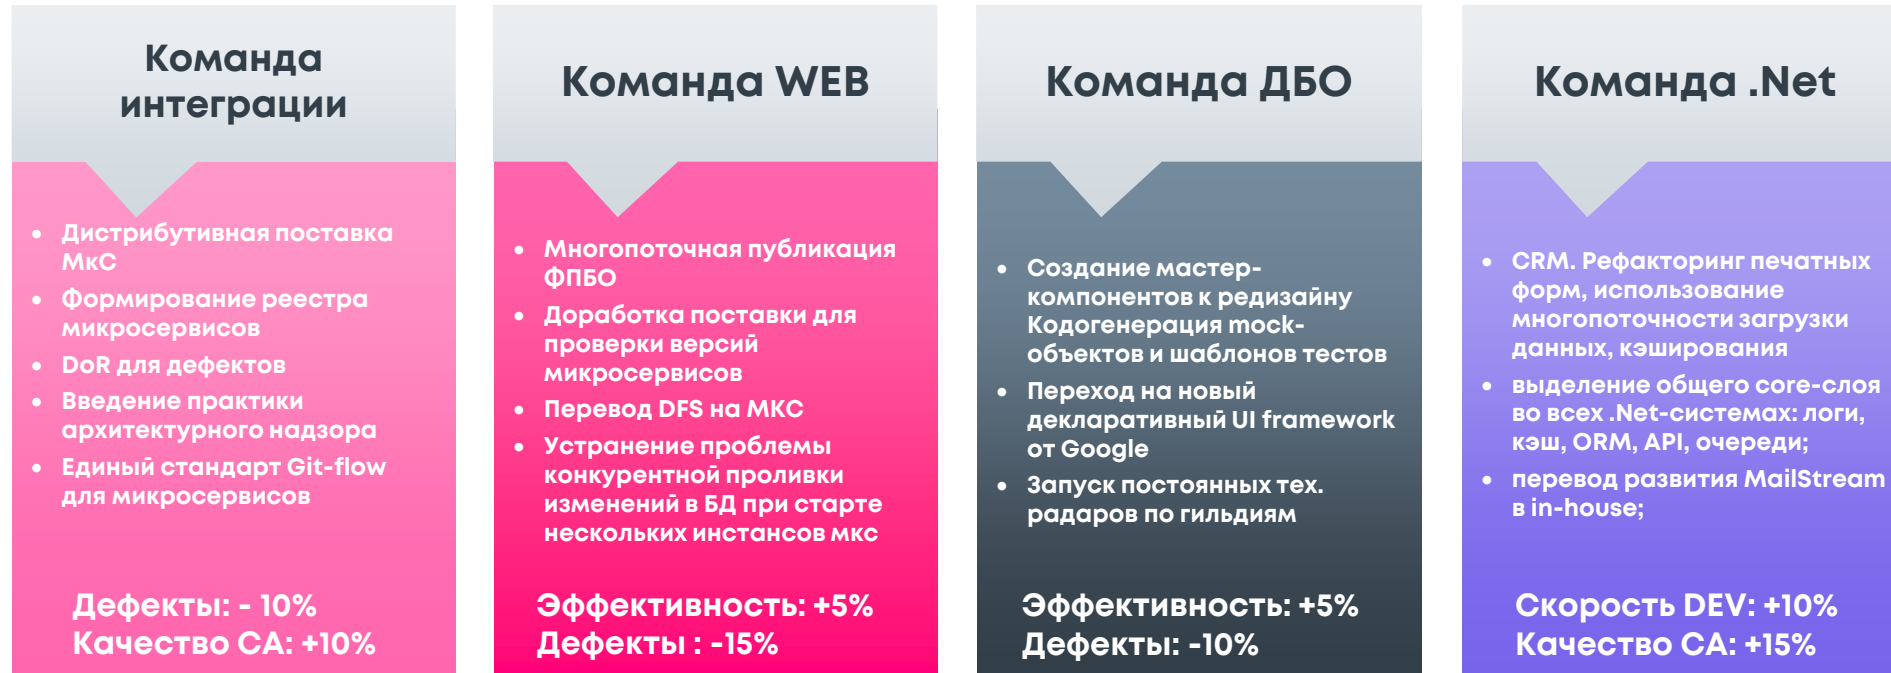 Команда
интеграции
• Дистрибутивная поставка
МкС
• Формирование реестра
микросервисов
• DoR для дефектов
• Введение практики
архитектурного надзора
• Единый стандарт Git-flow
для микросервисов
Дефекты: - 10%
Качество СА: +10%
Команда WEB
• Многопоточная публикация
ФПБО
• Доработка поставки для
проверки версий
микросервисов
• Перевод DFS на МКС
• Устранение проблемы
конкурентной проливки
изменений в БД при старте
нескольких инстансов мкс
Эффективность: +5%
Дефекты : -15%
Команда ДБО
• Создание мастер-
компонентов к редизайну
Кодогенерация mock-
объектов и шаблонов тестов
• Переход на новый
декларативный UI framework
от Google
• Запуск постоянных тех.
радаров по гильдиям
Эффективность: +5%
Дефекты: -10%
Команда .Net
• CRM. Рефакторинг печатных
форм, использование
многопоточности загрузки
данных, кэширования
• выделение общего core-слоя
во всех .Net-системах: логи,
кэш, ORM, API, очереди;
• перевод развития MailStream
в in-house;
Скорость DEV: +10%
Качество СА: +15%